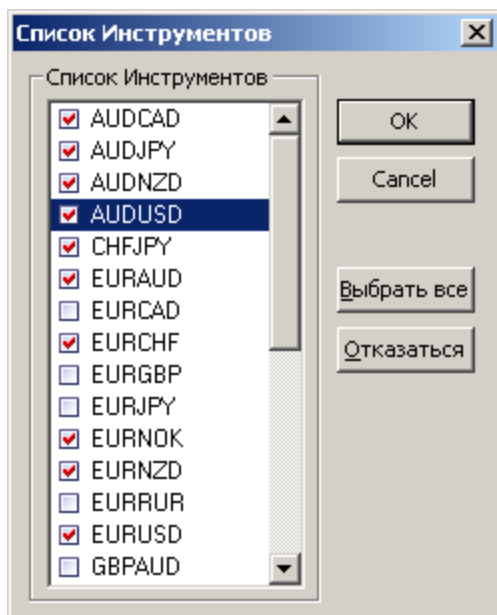 Список Инструментов
Список Инструментов
AUDCAD
AUDJPY
AUDNZD
AUDUSD
CHFJPY
EURAUD
EURCAD
EURCHF
EURGBP
EURJPY
EURNOK
EURNZD
EURRUR
EURUSD
GBPAUD
OK
Cancel
Выбрать все
Отказаться